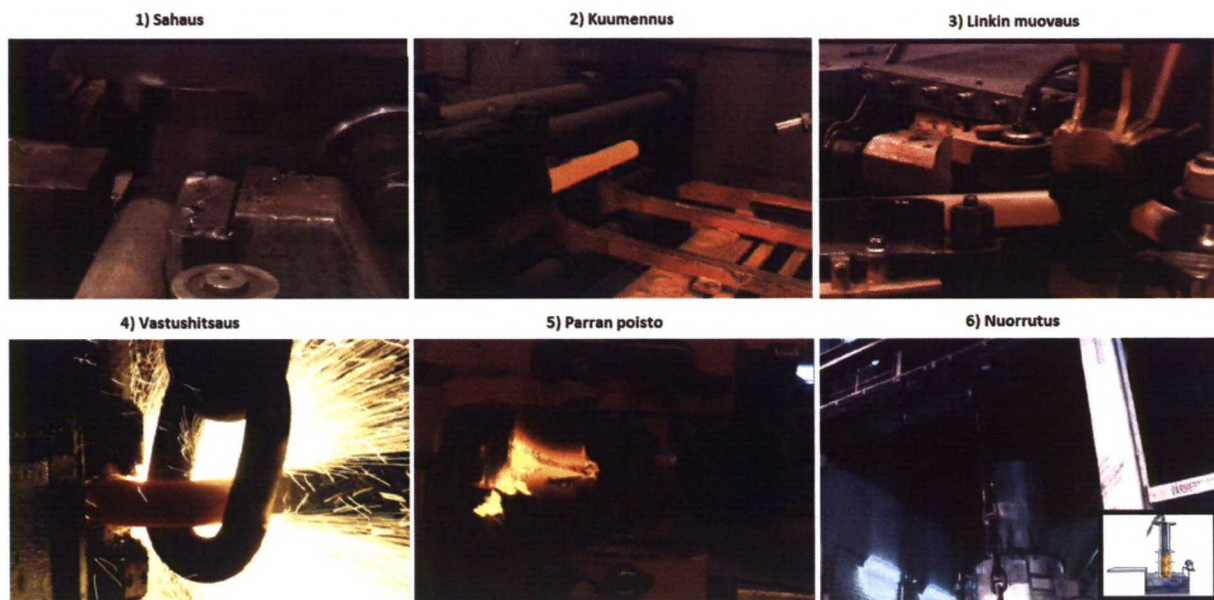 1) Sahaus
2) Kuumennus
3) Linkin muovaus
4) Vastushitsaus
5) Parran poisto
6) Nuorrutus